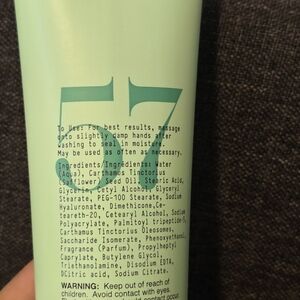 57
To Use: For best results, massage
onto slightly damp hands after
washing to seal in moisture.
May be used as often as necessary.
Ingredients/Ingrédients: Water
(Aqua), Carthamus Tinctorius
(Safflower) Seed Oil, Stearic Acid,
Glycerin, Cetyl Alcohol, Glyceryl
Stearate, PEG-100 Stearate, Sodium
Hyaluronate, Dimethicone, Ce-
teareth-20, Cetearyl Alcohol, Sodium
Polyacrylate, Palmitoyl tripeptide-
Carthamus Tinctorius Oleosomes,
Saccharide Isomerate, Phenoxyethanol,
Fragrance (Parfum), Propylheptyl
Caprylate, Butylene Glycol,
Triethanolamine, Disodium EDTA,
Citric acid, Sodium Citrate.
WARNING: Keep out of reach of
children. Avoid contact with eyes.
contact occur